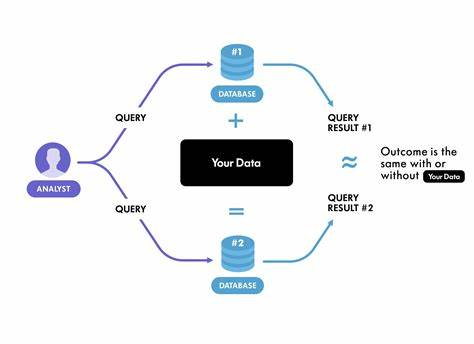 #1
DATABASE
QUERY
+
QUERY
RESULT #1
ANALYST
Your Data
≈
Outcome is the
same with or
without Your Data
QUERY
=
QUERY
RESULT #2
#2
DATABASE